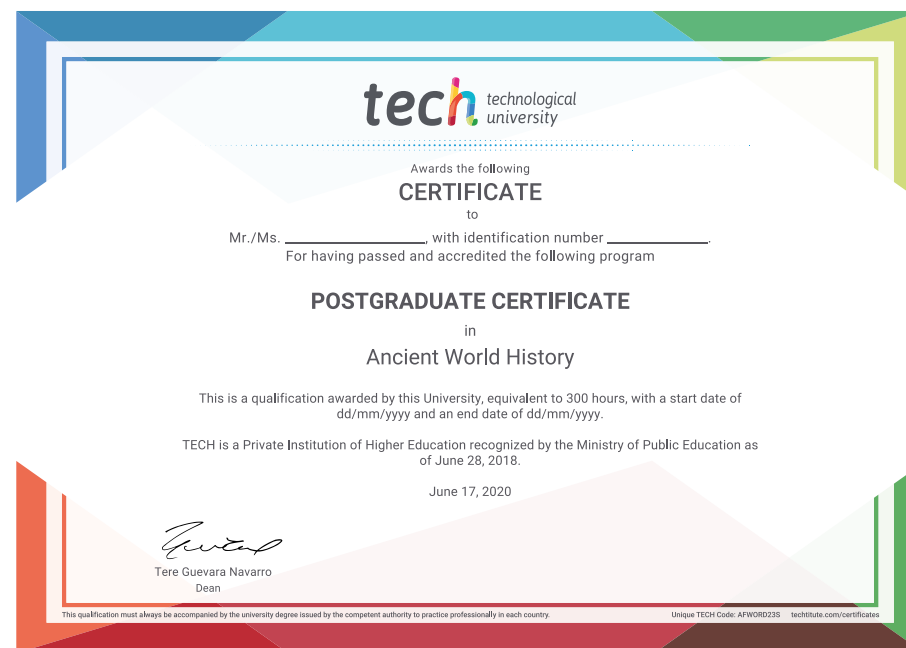 tech technological
university
Awards the following
CERTIFICATE
to
Mr./Ms. ____________________, with identification number ______________.
For having passed and accredited the following program
POSTGRADUATE CERTIFICATE
in
Ancient World History
This is a qualification awarded by this University, equivalent to 300 hours, with a start date of
dd/mm/yyyy and an end date of dd/mm/yyyy.
TECH is a Private Institution of Higher Education recognized by the Ministry of Public Education as
of June 28, 2018.
June 17, 2020
Tere Guevara Navarro
Dean
This qualification must always be accompanied by the university degree issued by the competent authority to practice professionally in each country. Unique TECH Code: AFWORD23S techtitute.com/certificates